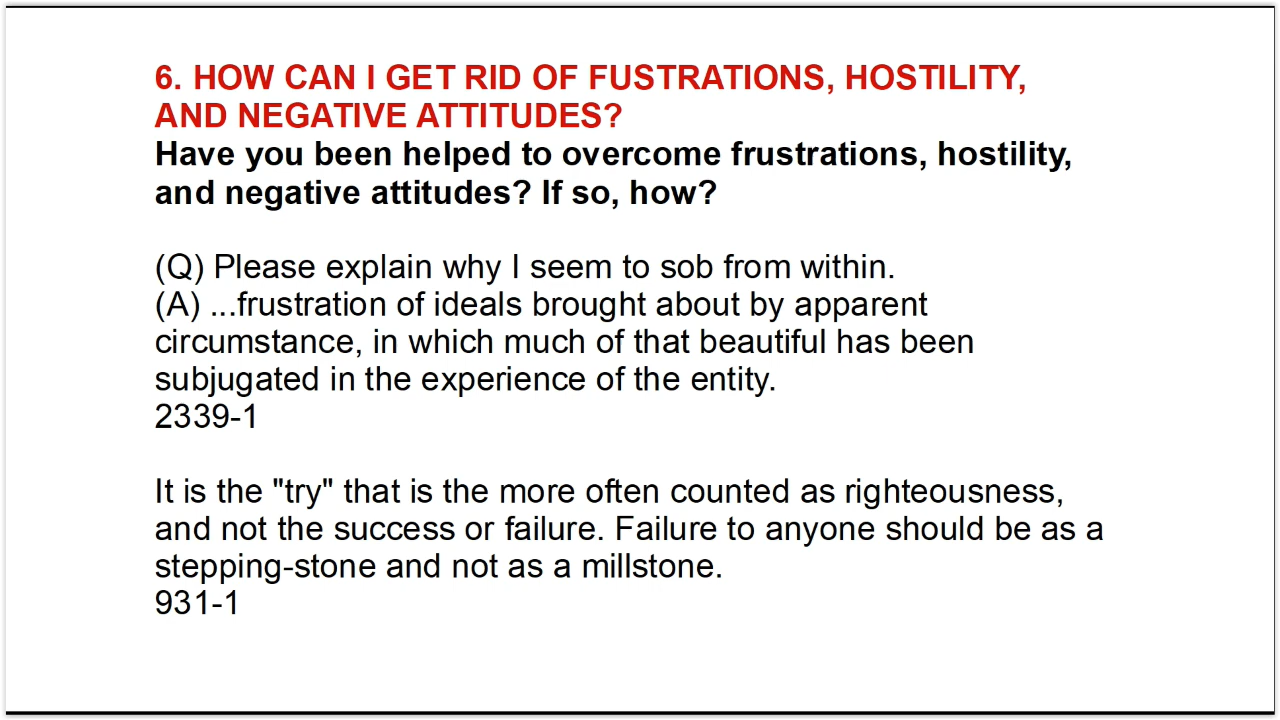 6. HOW CAN I GET RID OF FUSTRATIONS, HOSTILITY,
AND NEGATIVE ATTITUDES?
Have you been helped to overcome frustrations, hostility,
and negative attitudes? If so, how?
(Q) Please explain why I seem to sob from within.
(A) ...frustration of ideals brought about by apparent
circumstance, in which much of that beautiful has been
subjugated in the experience of the entity.
2339-1
It is the "try" that is the more often counted as righteousness,
and not the success or failure. Failure to anyone should be as a
stepping-stone and not as a millstone.
931-1